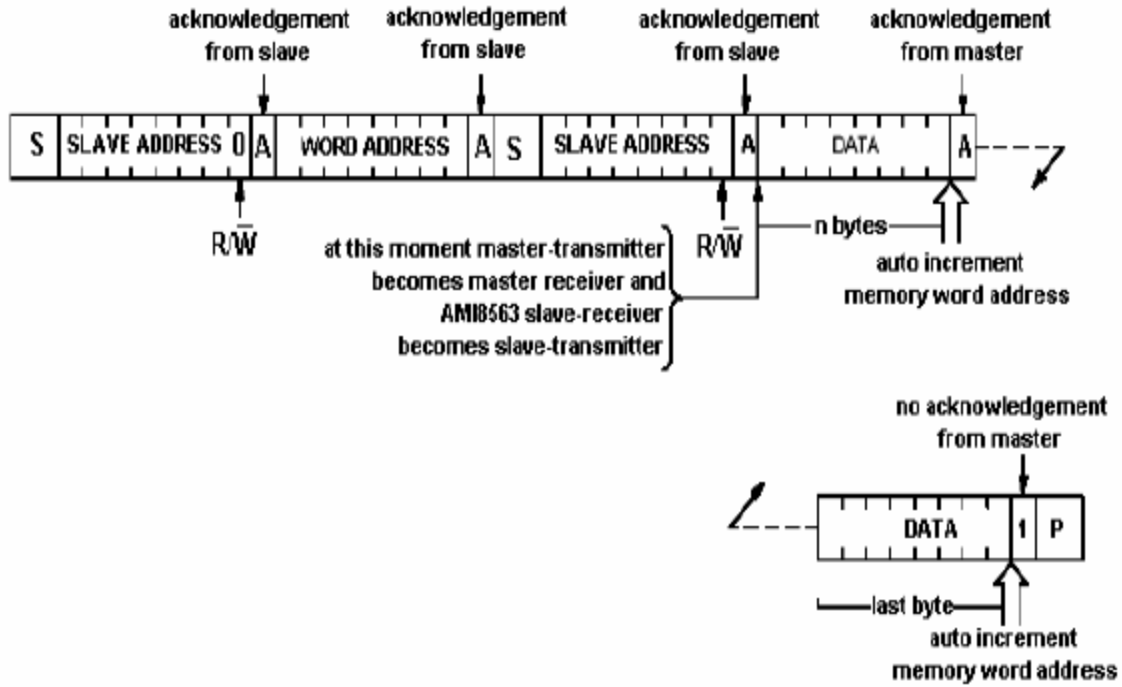 acknowledgement
from slave
acknowledgement
from slave
acknowledgement
from slave
acknowledgement
from master
S SLAVE ADDRESS 0 A WORD ADDRESS A S SLAVE ADDRESS A DATA A
R/W̅
at this moment master-transmitter
becomes master receiver and
AMI8563 slave-receiver
becomes slave-transmitter
R/W̅
n bytes
auto increment
memory word address
no acknowledgement
from master
DATA 1 P
last byte
auto increment
memory word address